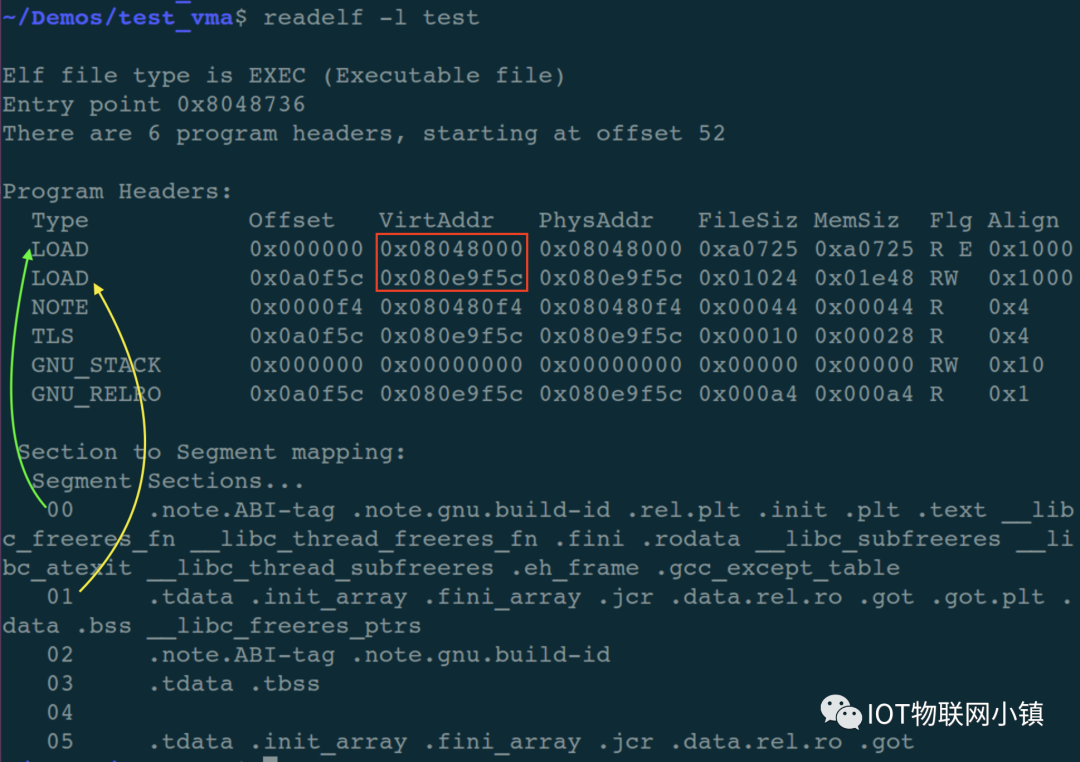 ~/Demos/test_vma$ readelf -l test
Elf file type is EXEC (Executable file)
Entry point 0x8048736
There are 6 program headers, starting at offset 52
Program Headers:
Type Offset VirtAddr PhysAddr FileSiz MemSiz Flg Align
LOAD 0x000000 0x08048000 0x08048000 0xa0725 0xa0725 R E 0x1000
LOAD 0x0a0f5c 0x080e9f5c 0x080e9f5c 0x01024 0x01e48 RW 0x1000
NOTE 0x0000f4 0x080480f4 0x080480f4 0x00044 0x00044 R 0x4
TLS 0x0a0f5c 0x080e9f5c 0x080e9f5c 0x00010 0x00028 R 0x4
GNU_STACK 0x000000 0x00000000 0x00000000 0x00000 0x00000 RW 0x10
GNU_RELRO 0x0a0f5c 0x080e9f5c 0x080e9f5c 0x000a4 0x000a4 R 0x1
Section to Segment mapping:
Segment Sections...
00 .note.ABI-tag .note.gnu.build-id .rel.plt .init .plt .text __lib
c_freeres_fn __libc_thread_freeres_fn .fini .rodata __libc_subfreeres __li
bc_atexit __libc_thread_subfreeres .eh_frame .gcc_except_table
01 .tdata .init_array .fini_array .jcr .data.rel.ro .got .got.plt .
data .bss __libc_freeres_ptrs
02 .note.ABI-tag .note.gnu.build-id
03 .tdata .tbss
04
05 .tdata .init_array .fini_array .jcr .data.rel.ro .got
IOT物联网小镇